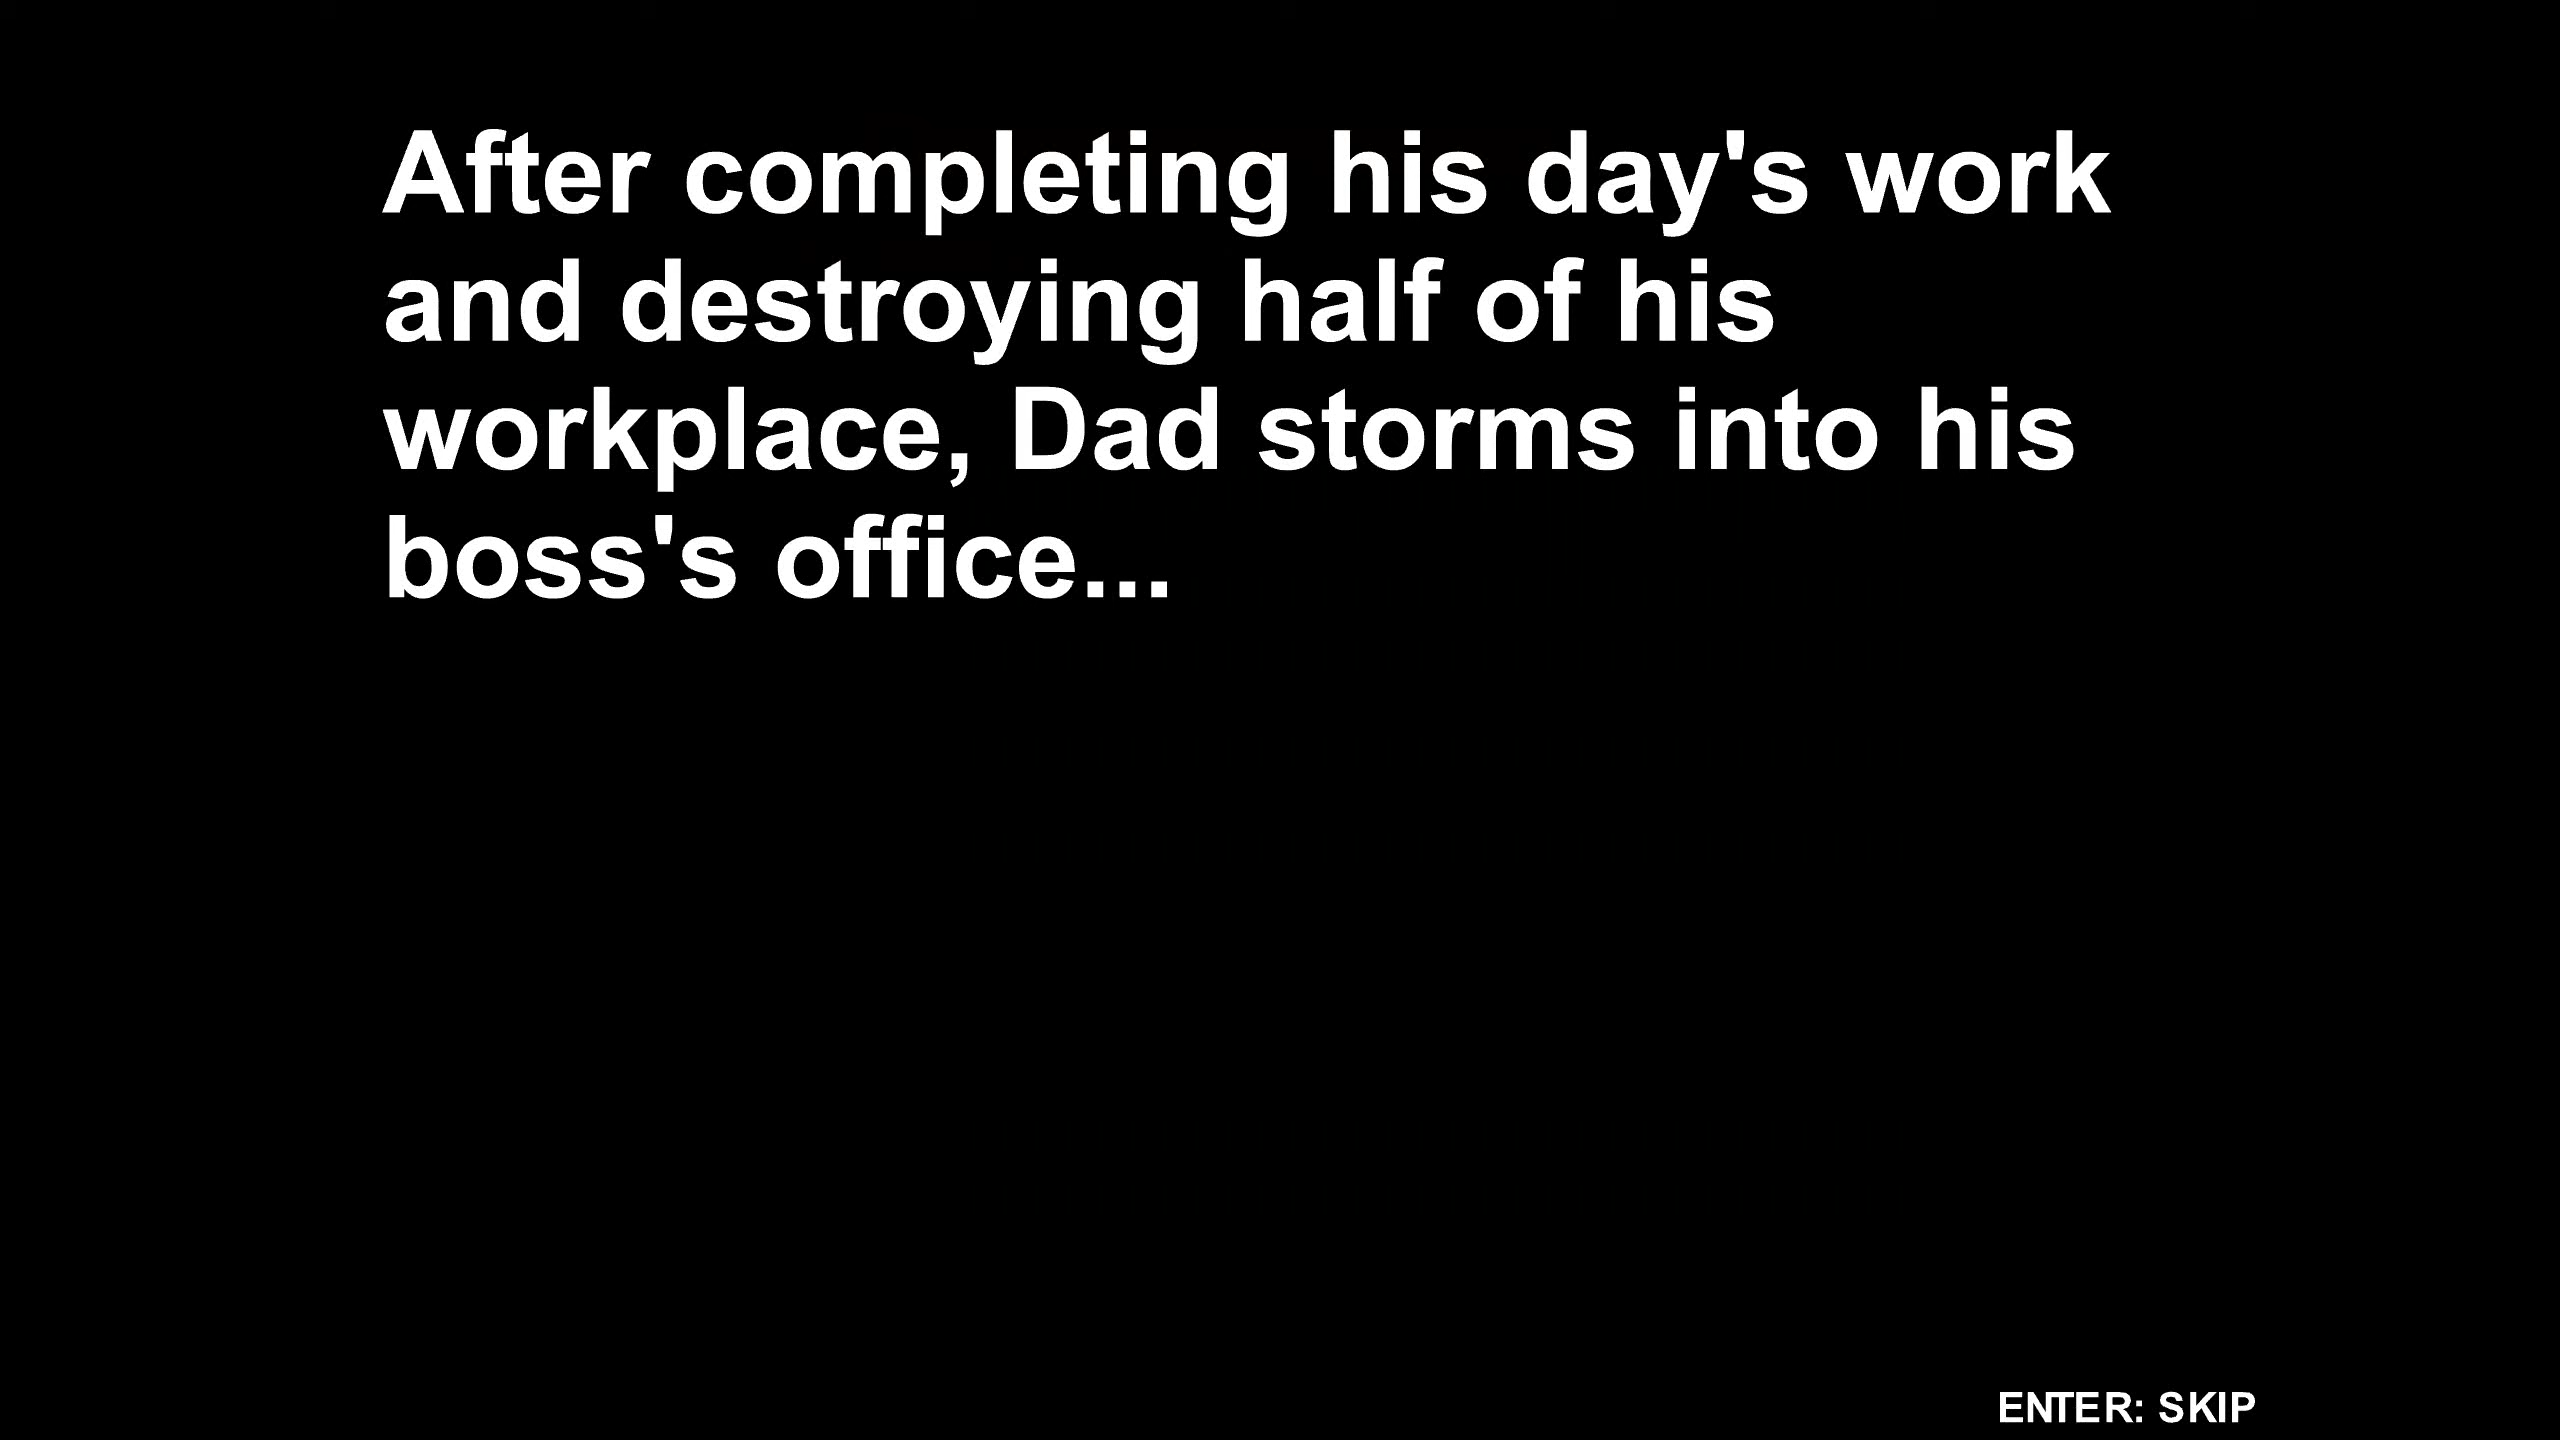 After completing his day's work
and destroying half of his
workplace, Dad storms into his
boss's office...
ENTER: SKIP